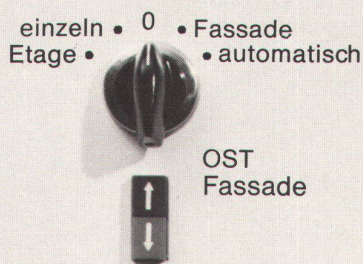 einzeln • 0 • Fassade
Etage • • automatisch
OST
Fassade
↑
↓